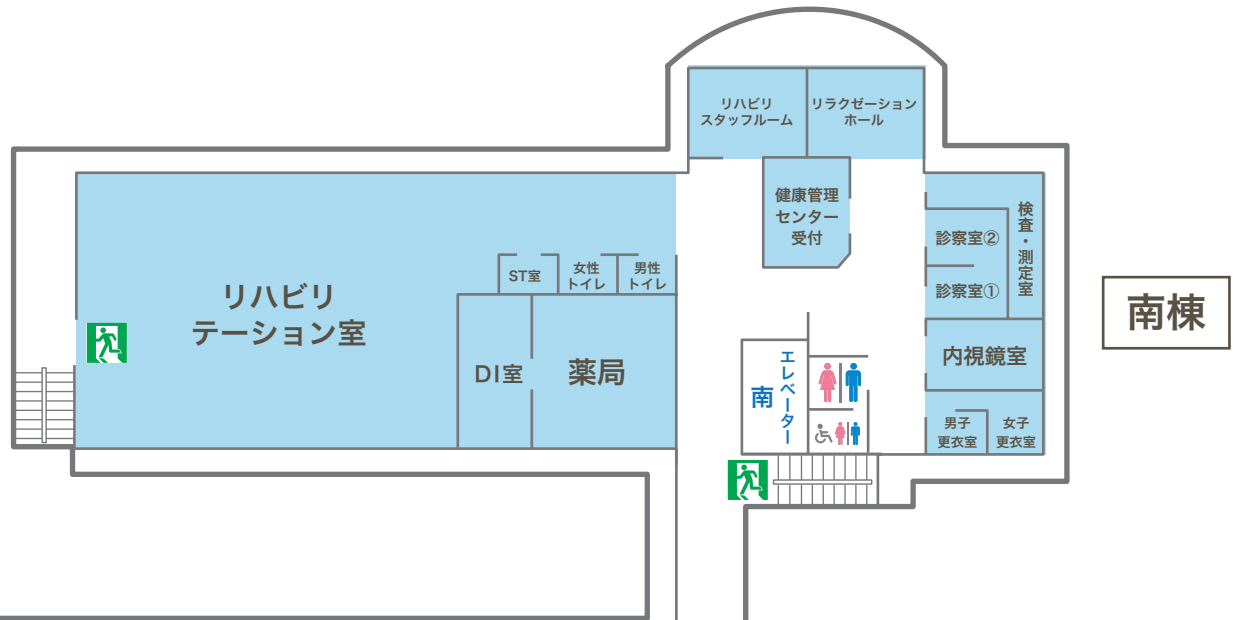 リハビリ
スタッフルーム
リラクゼーション
ホール
健康管理
センター
受付
検査・測定室
診察室②
診察室①
内視鏡室
男子
更衣室
女子
更衣室
南棟
リハビリ
テーション室
ST室
女性
トイレ
男性
トイレ
DI室
薬局
南
エレベーター